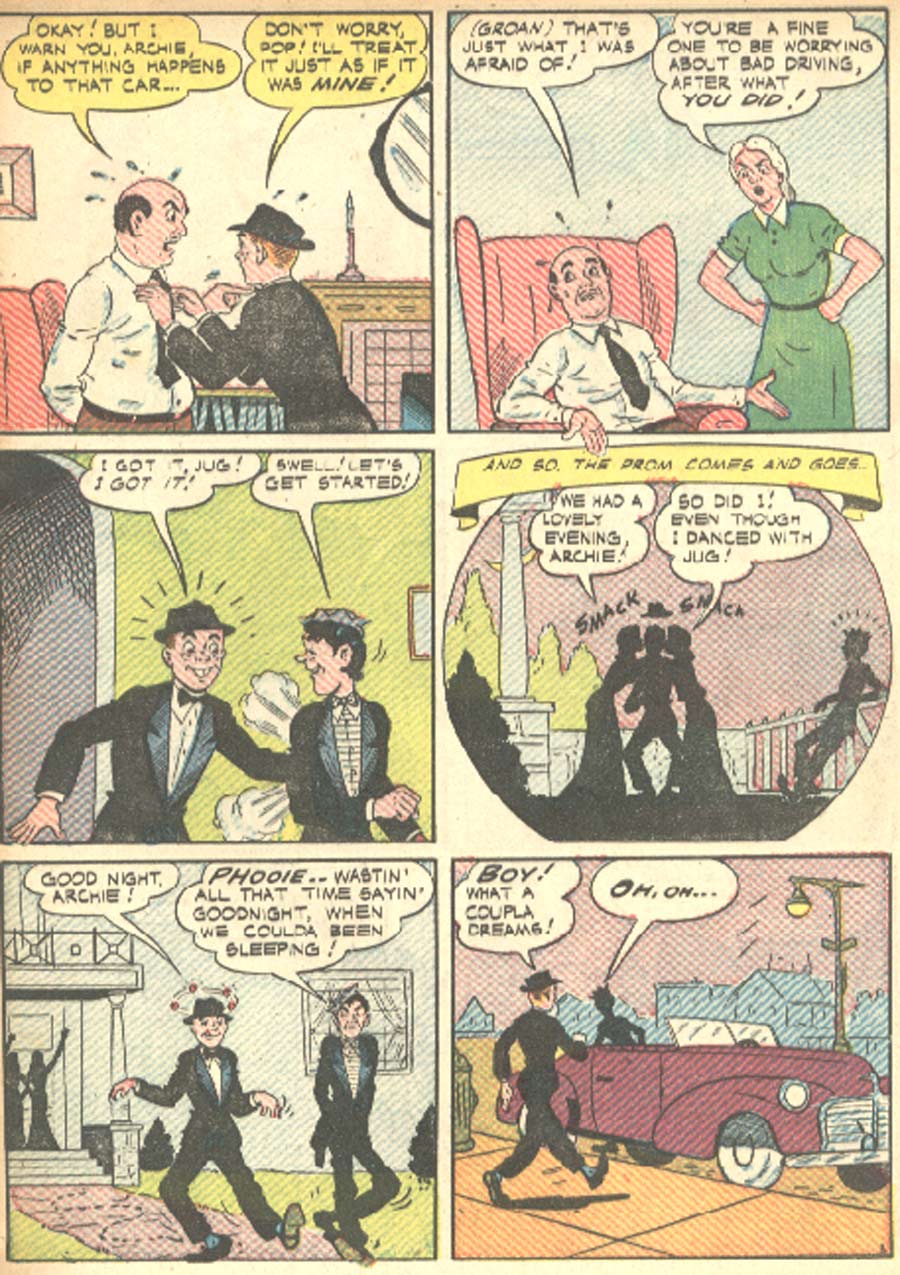 OKAY! BUT I
WARN YOU, ARCHIE,
IF ANYTHING HAPPENS
TO THAT CAR...
DON'T WORRY,
POP! I'LL TREAT
IT JUST AS IF IT
WAS MINE!
(GROAN) THAT'S
JUST WHAT I WAS
AFRAID OF!
YOU'RE A FINE
ONE TO BE WORRYING
ABOUT BAD DRIVING,
AFTER WHAT
YOU DID!
I GOT IT, JUG!
I GOT IT!
SWELL! LET'S
GET STARTED!
AND SO, THE PROM COMES AND GOES...
WE HAD A
LOVELY
EVENING,
ARCHIE!
SO DID I!
EVEN THOUGH
I DANCED WITH
JUG!
SMACK
SMACK
GOOD NIGHT,
ARCHIE!
PHOOIE.. WASTIN'
ALL THAT TIME SAYIN'
GOODNIGHT, WHEN
WE COULDA BEEN
SLEEPING!
BOY!
WHAT A
COUPLA
DREAMS!
OH, OH...